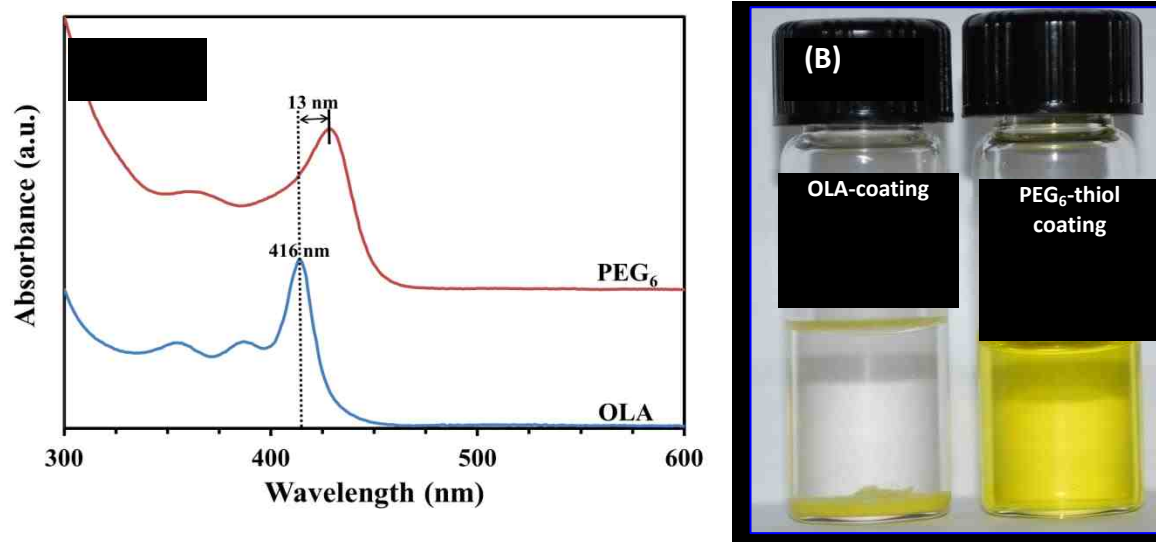 13 nm
416 nm
PEG₆
OLA
Absorbance (a.u.)
300
400
500
600
Wavelength (nm)
(B)
OLA-coating
PEG₆-thiol
coating